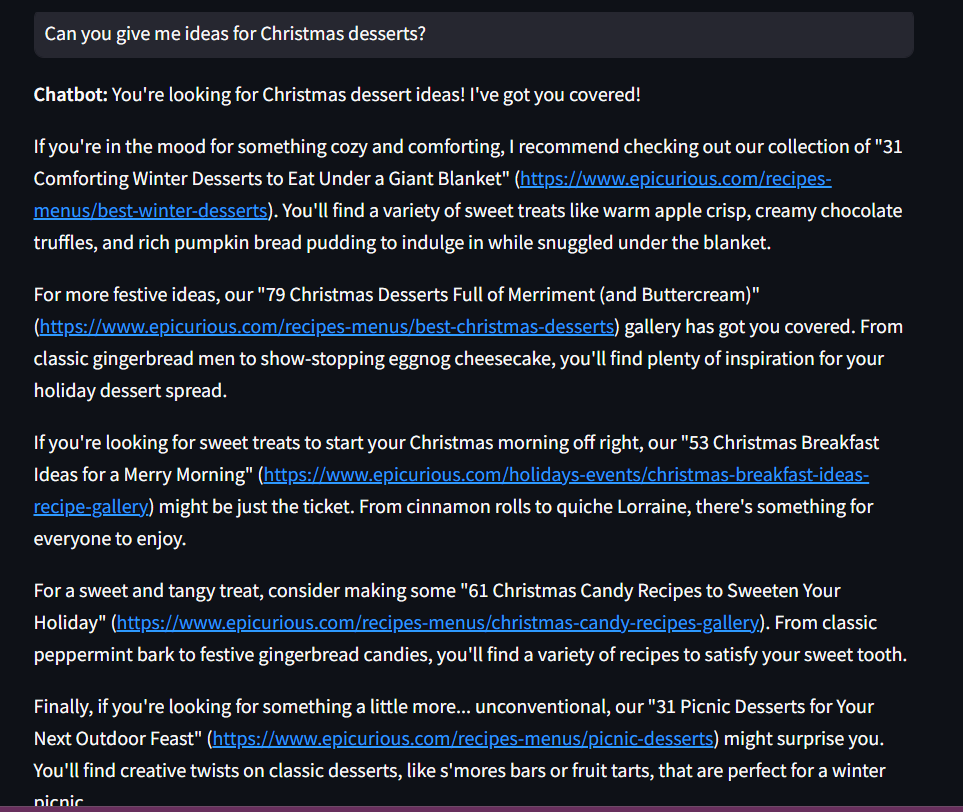 Can you give me ideas for Christmas desserts?
Chatbot: You're looking for Christmas dessert ideas! I've got you covered!
If you're in the mood for something cozy and comforting, I recommend checking out our collection of "31
Comforting Winter Desserts to Eat Under a Giant Blanket" (https://www.epicurious.com/recipes-
menus/best-winter-desserts). You'll find a variety of sweet treats like warm apple crisp, creamy chocolate
truffles, and rich pumpkin bread pudding to indulge in while snuggled under the blanket.
For more festive ideas, our "79 Christmas Desserts Full of Merriment (and Buttercream)"
(https://www.epicurious.com/recipes-menus/best-christmas-desserts) gallery has got you covered. From
classic gingerbread men to show-stopping eggnog cheesecake, you'll find plenty of inspiration for your
holiday dessert spread.
If you're looking for sweet treats to start your Christmas morning off right, our "53 Christmas Breakfast
Ideas for a Merry Morning" (https://www.epicurious.com/holidays-events/christmas-breakfast-ideas-
recipe-gallery) might be just the ticket. From cinnamon rolls to quiche Lorraine, there's something for
everyone to enjoy.
For a sweet and tangy treat, consider making some "61 Christmas Candy Recipes to Sweeten Your
Holiday" (https://www.epicurious.com/recipes-menus/christmas-candy-recipes-gallery). From classic
peppermint bark to festive gingerbread candies, you'll find a variety of recipes to satisfy your sweet tooth.
Finally, if you're looking for something a little more... unconventional, our "31 Picnic Desserts for Your
Next Outdoor Feast" (https://www.epicurious.com/recipes-menus/picnic-desserts) might surprise you.
You'll find creative twists on classic desserts, like s'mores bars or fruit tarts, that are perfect for a winter
picnic.